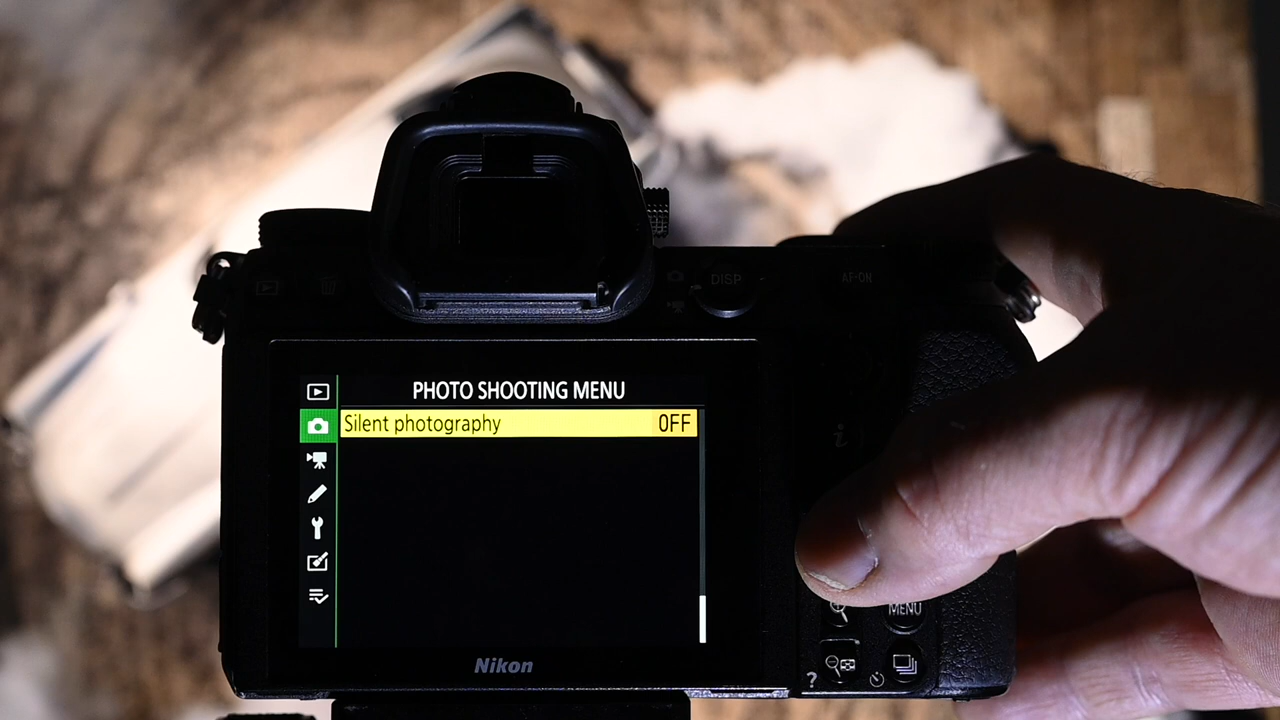 DISP
AF-ON
PHOTO SHOOTING MENU
Silent photography OFF
i
MENU
Nikon
?